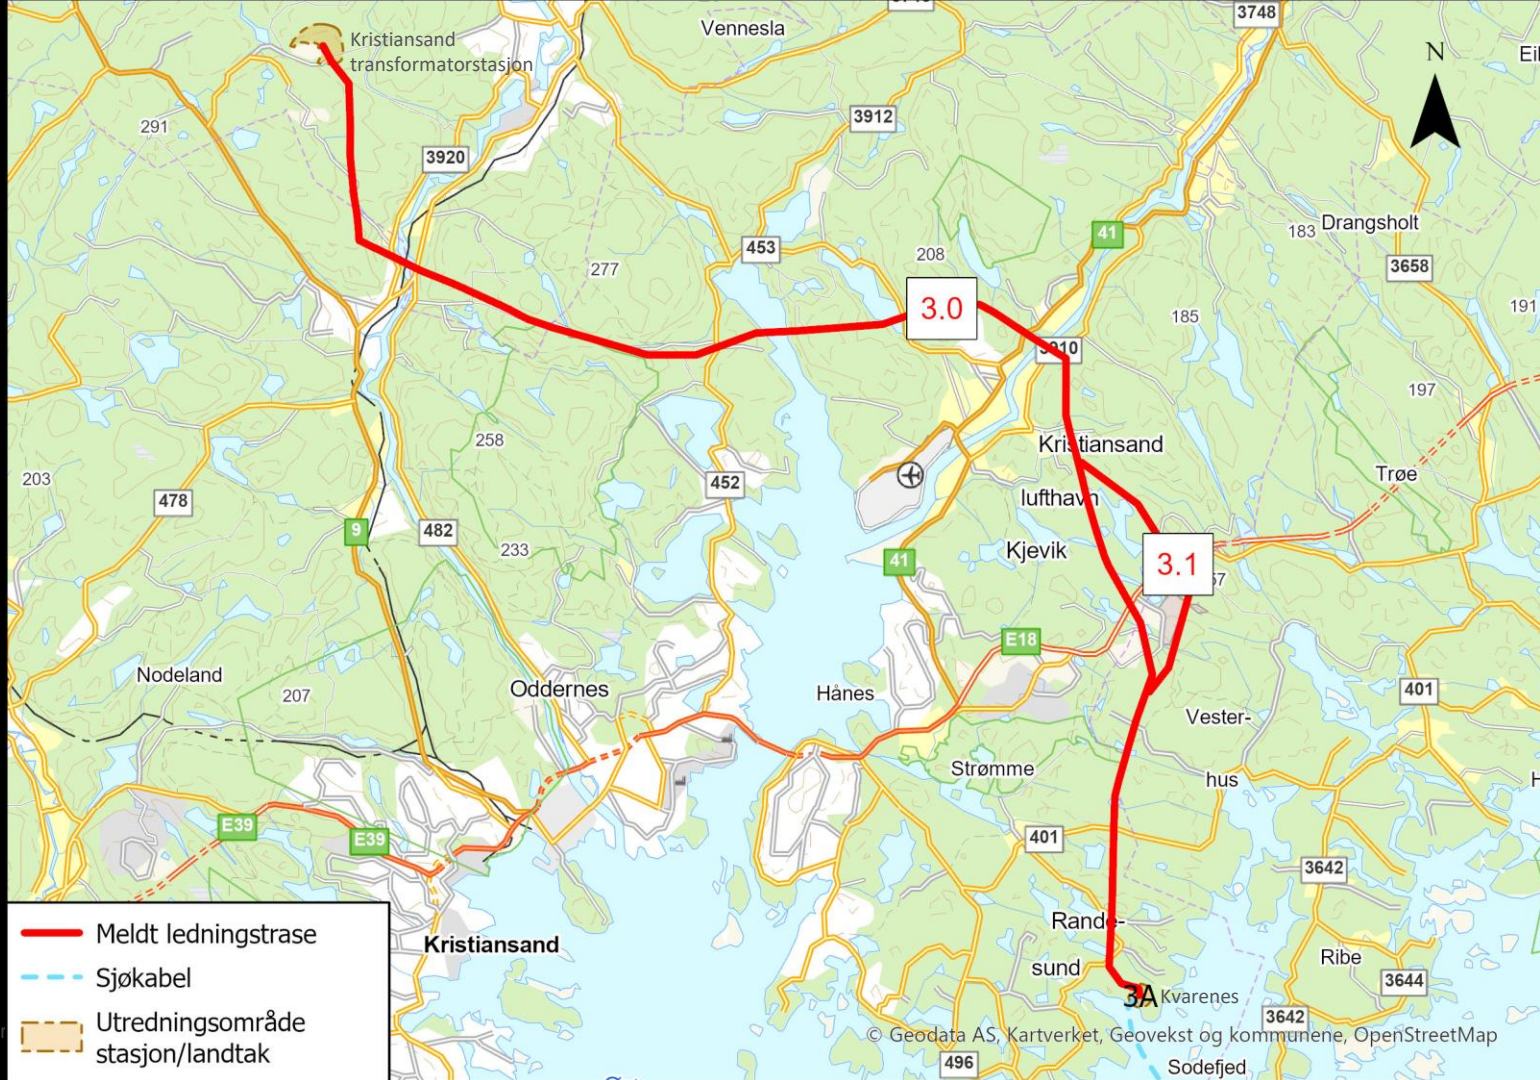 3748
Vennesla
Kristiansand
transformatorstasjon
N
291
3912
3920
Drangsholt
183
41
453
208
277
3658
3.0
191
185
3910
197
258
Kristiansand
203
Trøe
452
lufthavn
478
9
482
233
Kjevik
41
3.1
57
E18
Nodeland
207
Oddernes
Hånes
401
Vester-
Strømme
hus
E39
E39
401
3642
Rande-
Kristiansand
sund
Ribe
3644
3A
Kvarenes
3642
© Geodata AS, Kartverket, Geovekst og kommunene, OpenStreetMap
496
Sodefjed
Meldt ledningstrase
Sjøkabel
Utredningsområde
stasjon/landtak